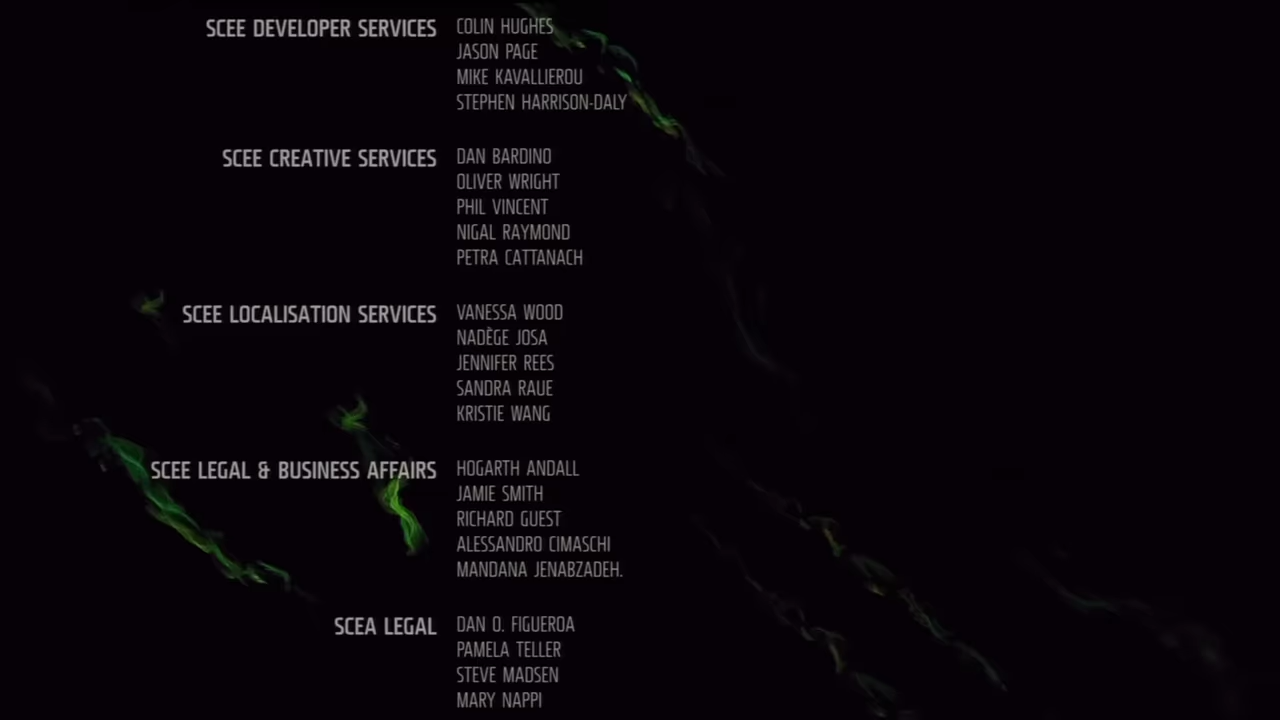 SCEE DEVELOPER SERVICES COLIN HUGHES
JASON PAGE
MIKE KAVALLIEROU
STEPHEN HARRISON-DALY
SCEE CREATIVE SERVICES DAN BARDINO
OLIVER WRIGHT
PHIL VINCENT
NIGAL RAYMOND
PETRA CATTANACH
SCEE LOCALISATION SERVICES VANESSA WOOD
NADÈGE JOSA
JENNIFER REES
SANDRA RAUE
KRISTIE WANG
SCEE LEGAL & BUSINESS AFFAIRS HOGARTH ANDALL
JAMIE SMITH
RICHARD GUEST
ALESSANDRO CIMASCHI
MANDANA JENABZADEH.
SCEA LEGAL DAN O. FIGUEROA
PAMELA TELLER
STEVE MADSEN
MARY NAPPI